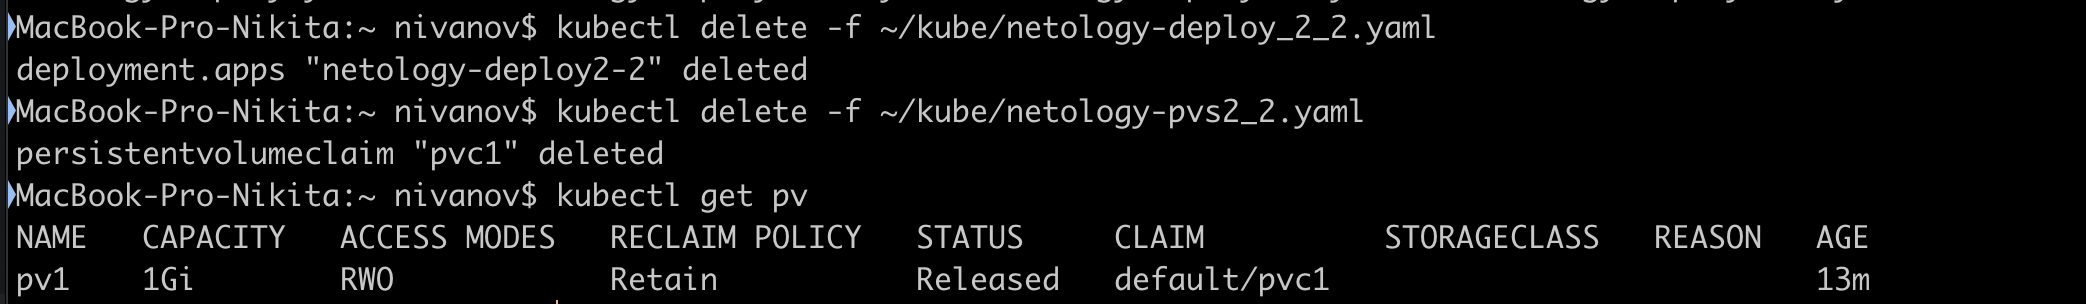 MacBook-Pro-Nikita:~ nivanov$ kubectl delete -f ~/kube/netology-deploy_2_2.yaml
deployment.apps "netology-deploy2-2" deleted
MacBook-Pro-Nikita:~ nivanov$ kubectl delete -f ~/kube/netology-pvs2_2.yaml
persistentvolumeclaim "pvc1" deleted
MacBook-Pro-Nikita:~ nivanov$ kubectl get pv
NAME   CAPACITY   ACCESS MODES   RECLAIM POLICY   STATUS     CLAIM          STORAGECLASS   REASON   AGE
pv1    1Gi        RWO            Retain           Released   default/pvc1                           13m